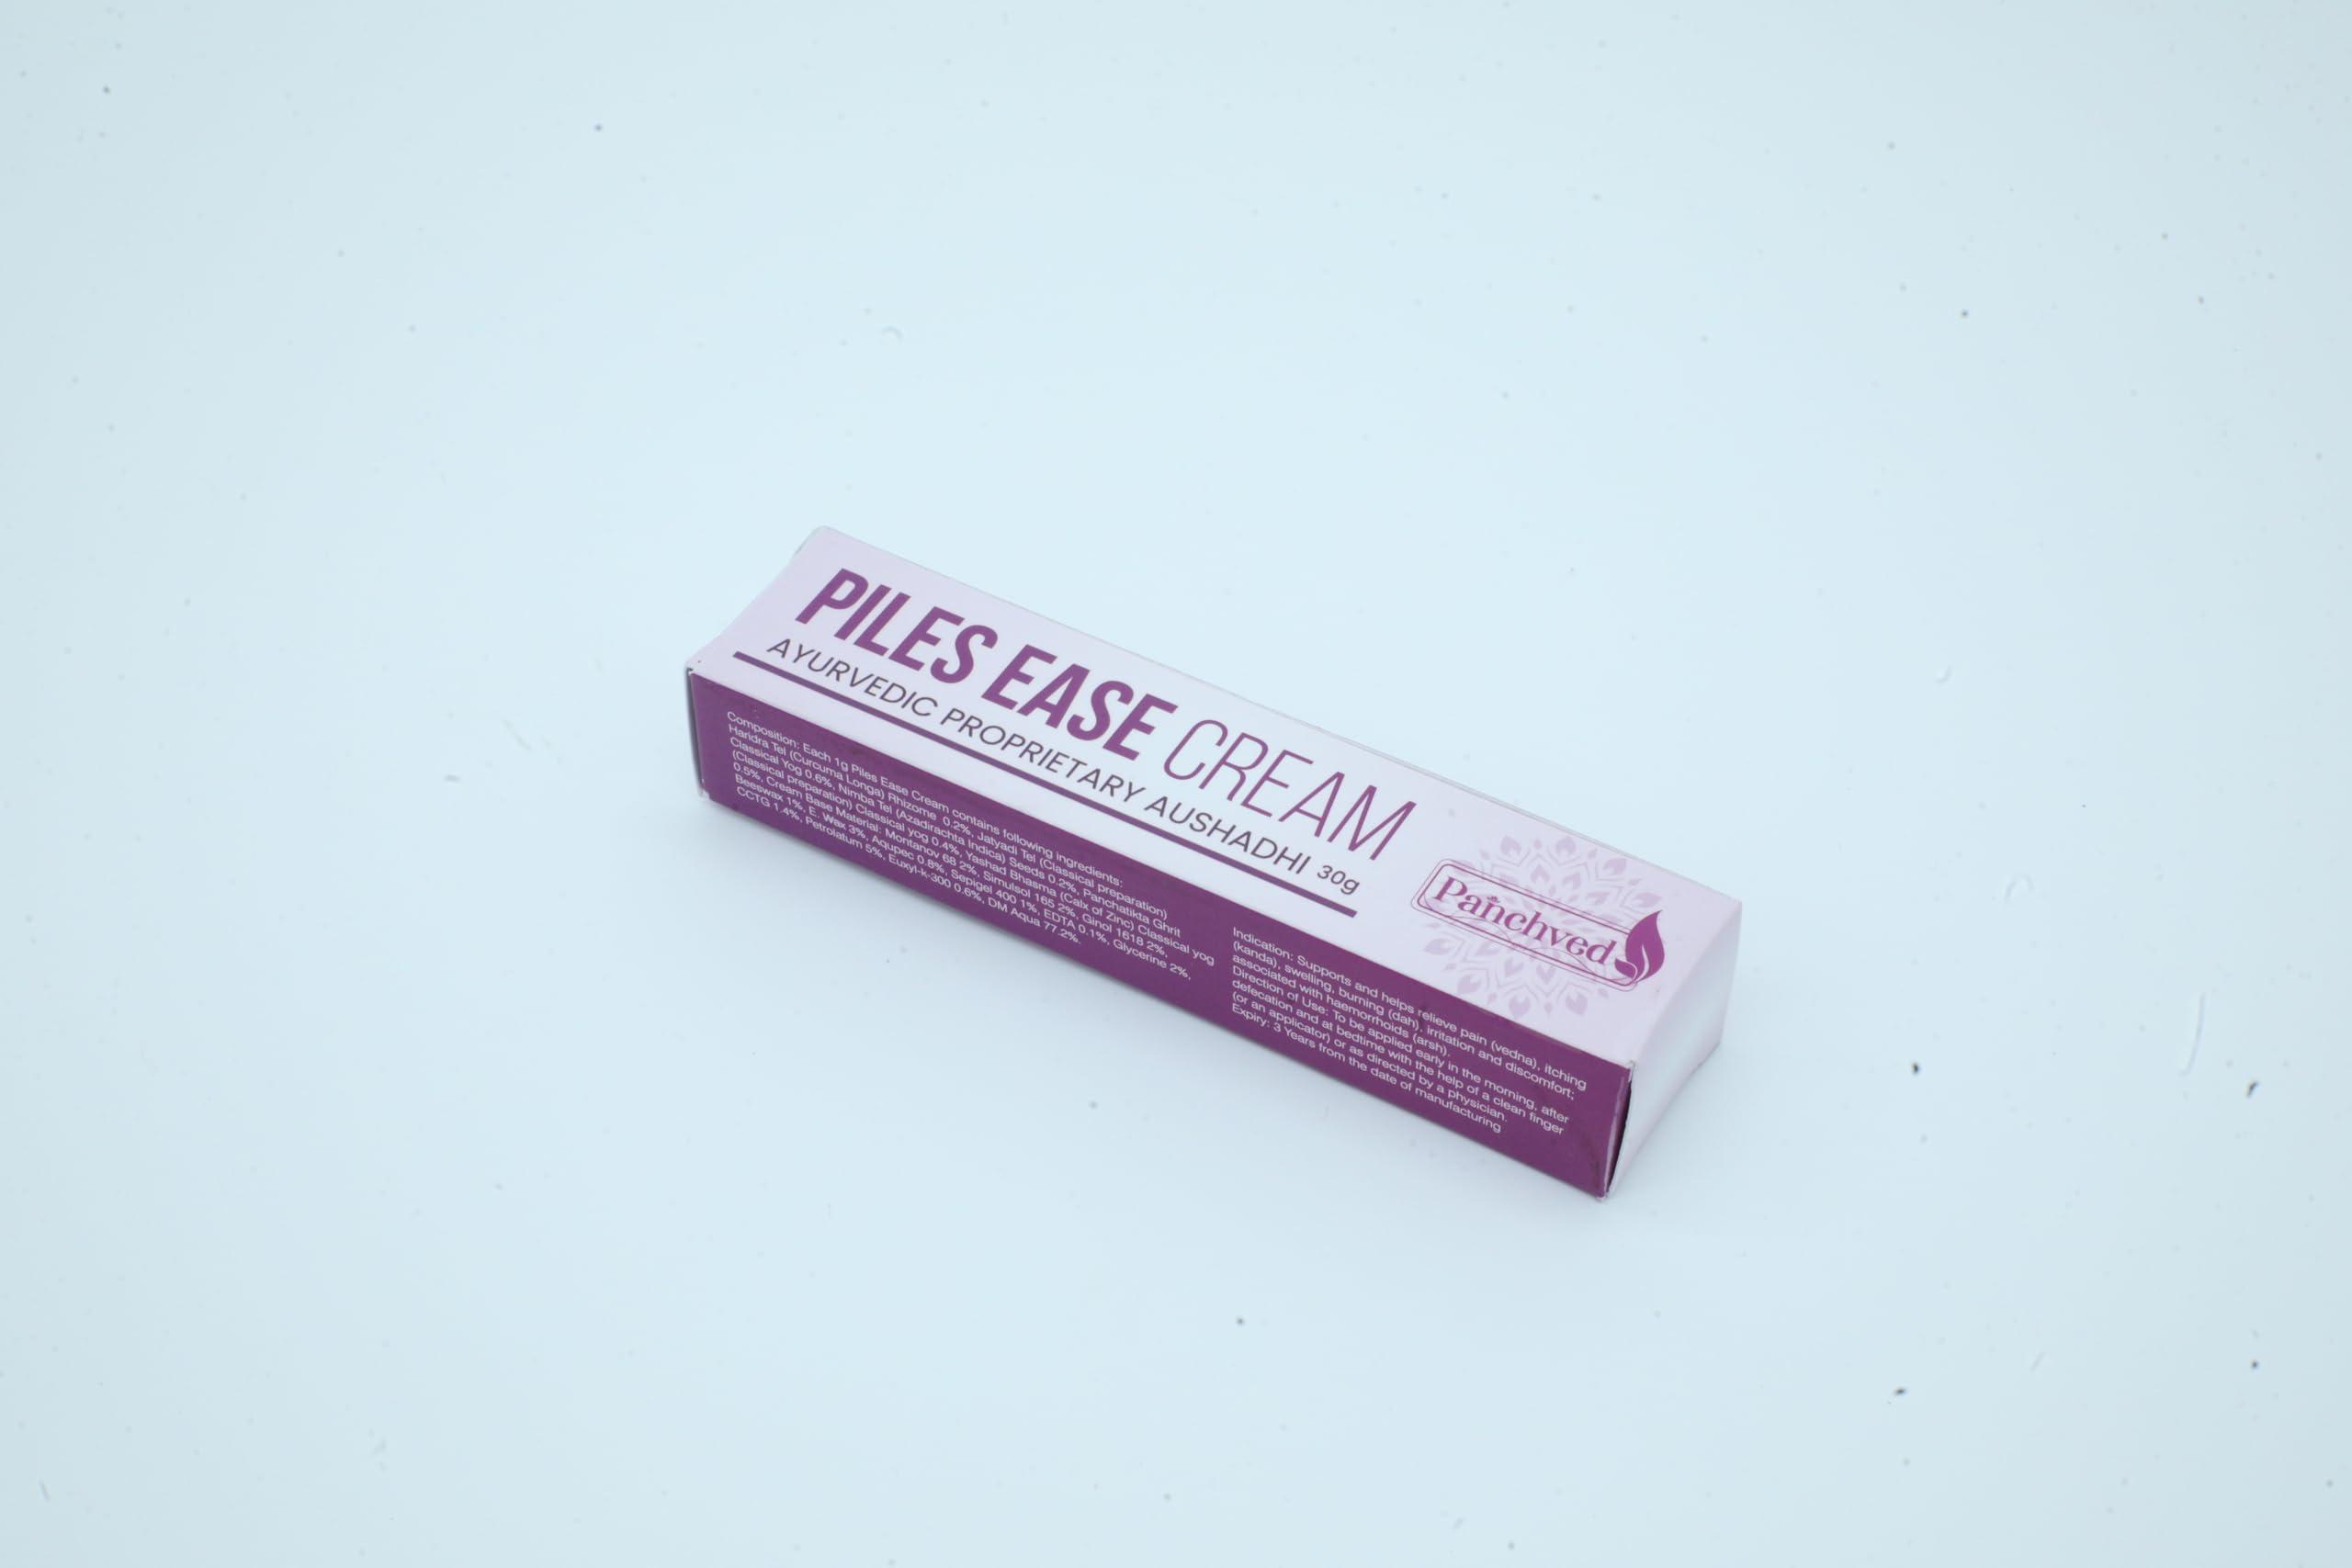 PILES EASE CREAM
AYURVEDIC PROPRIETARY AUSHADHI 30g
Panchved
Composition: Each 1g Piles Ease Cream contains following ingredients:
Haridra Tel (Curcuma Longa) Rhizome 0.2%, Jatyadi Tel (Classical preparation)
Classical Yog 0.6%, Nimba Tel (Azadirachta Indica) Seeds 0.2%, Panchatikta Ghrit
(Classical preparation) Classical yog 0.4%, Yashad Bhasma (Calx of Zinc) Classical yog
0.5%, Cream Base Material: Montanov 68 2%, Simulsol 165 2%, Ginol 1618 2%,
Beeswax 1%, E. Wax 3%, Aqupec 0.8%, Sepigel 400 1%, EDTA 0.1%, Glycerine 2%,
CCTG 1.4%, Petrolatum 5%, Euxyl-k-300 0.6%, DM Aqua 77.2%.
Indication: Supports and helps relieve pain (vedna), itching
(kanda), swelling, burning (dah), irritation and discomfort;
associated with haemorrhoids (arsh).
Direction of Use: To be applied early in the morning, after
defecation and at bedtime with the help of a clean finger
(or an applicator) or as directed by a physician.
Expiry: 3 Years from the date of manufacturing